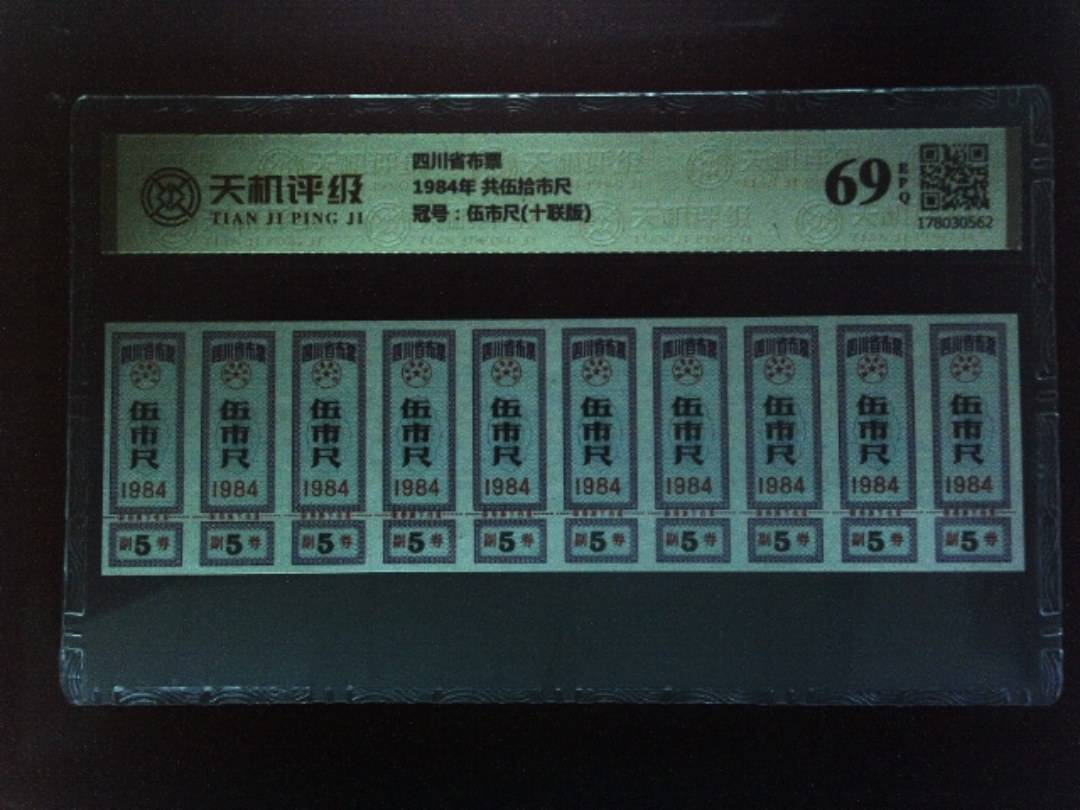 天机评级
TIAN JI PING JI
四川省布票
1984年 共伍拾市尺
冠号：伍市尺(十联版)
69
EPQ
178030562
四川省布票 四川省布票 四川省布票 四川省布票 四川省布票 四川省布票 四川省布票 四川省布票 四川省布票 四川省布票
伍市尺 伍市尺 伍市尺 伍市尺 伍市尺 伍市尺 伍市尺 伍市尺 伍市尺 伍市尺
1984 1984 1984 1984 1984 1984 1984 1984 1984 1984
副5券 副5券 副5券 副5券 副5券 副5券 副5券 副5券 副5券 副5券